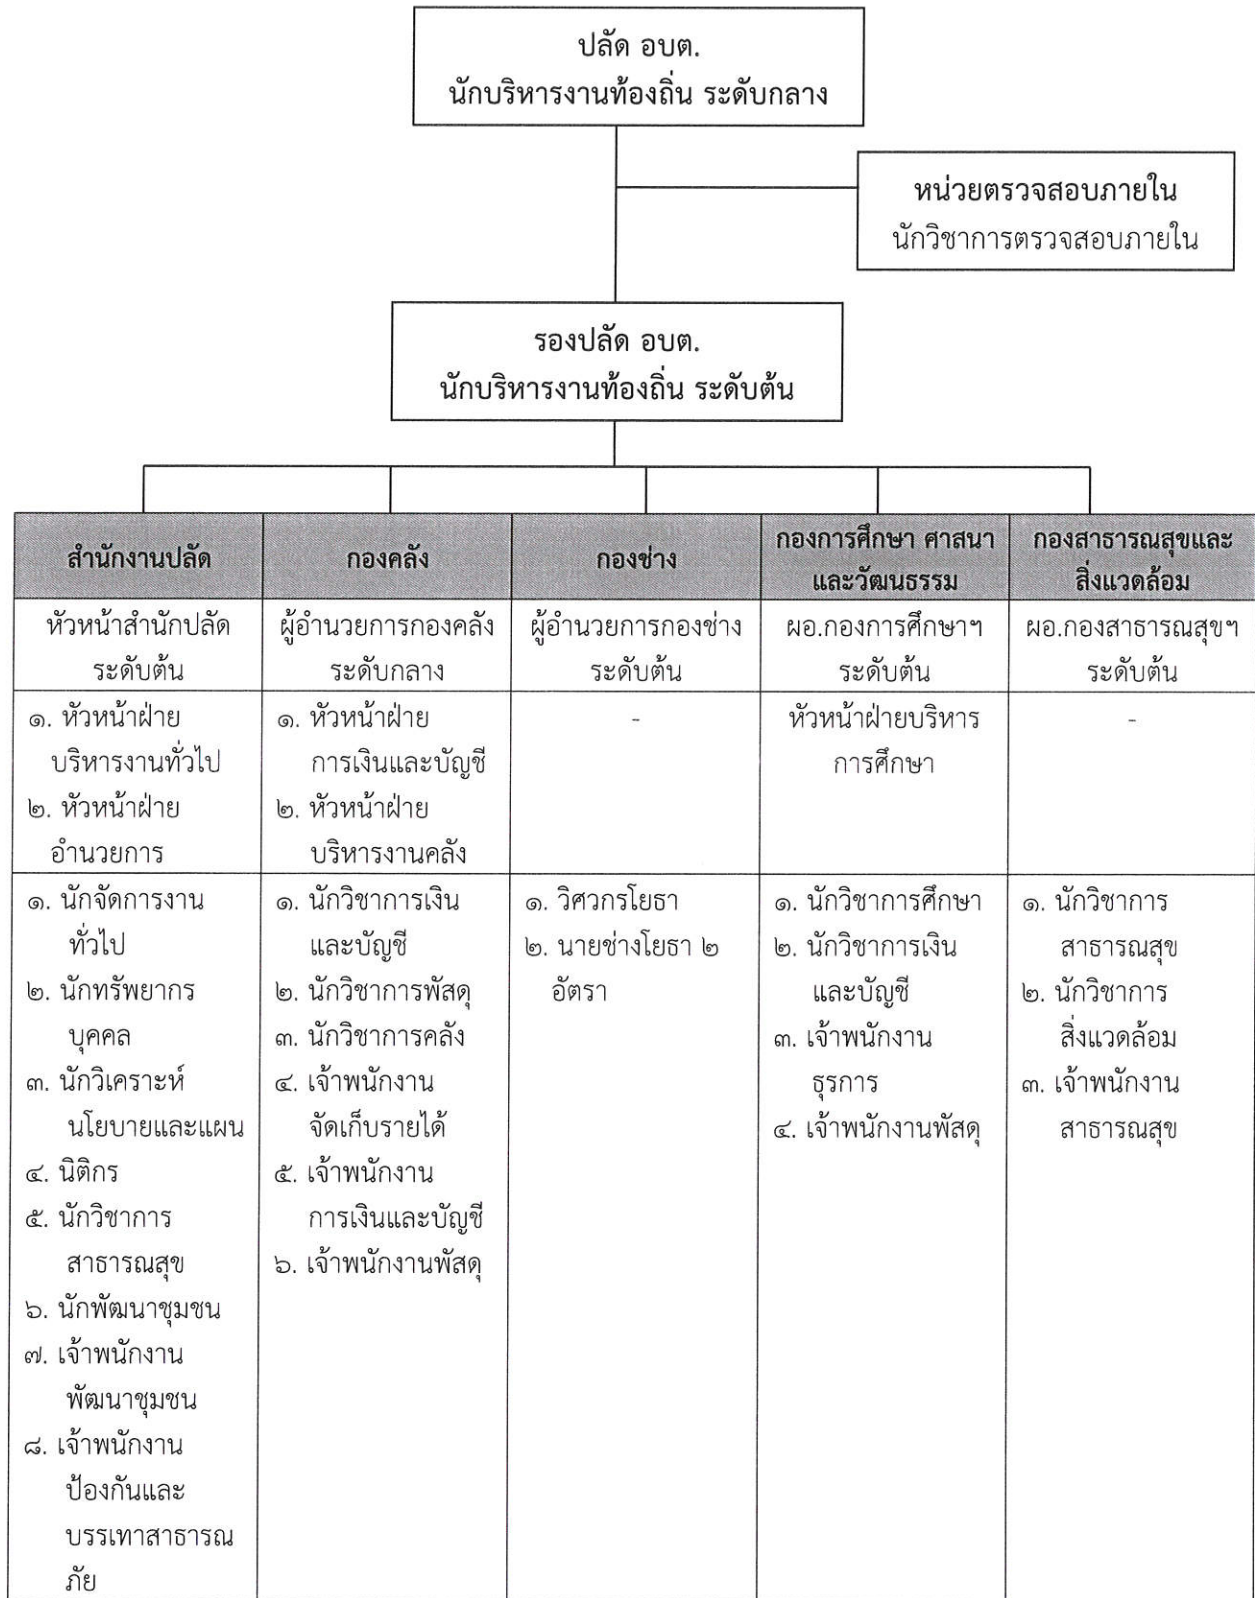 ปลัด อบต.
นักบริหารงานท้องถิ่น ระดับกลาง
หน่วยตรวจสอบภายใน
นักวิชาการตรวจสอบภายใน
รองปลัด อบต.
นักบริหารงานท้องถิ่น ระดับต้น
สำนักงานปลัด
กองคลัง
กองช่าง
กองการศึกษา ศาสนา
และวัฒนธรรม
กองสาธารณสุขและ
สิ่งแวดล้อม
หัวหน้าสำนักปลัด
ระดับต้น
ผู้อำนวยการกองคลัง
ระดับกลาง
ผู้อำนวยการกองช่าง
ระดับต้น
ผอ.กองการศึกษาฯ
ระดับต้น
ผอ.กองสาธารณสุขฯ
ระดับต้น
๑. หัวหน้าฝ่าย
บริหารงานทั่วไป
๒. หัวหน้าฝ่าย
อำนวยการ
๑. หัวหน้าฝ่าย
การเงินและบัญชี
๒. หัวหน้าฝ่าย
บริหารงานคลัง
-
หัวหน้าฝ่ายบริหาร
การศึกษา
-
๑. นักจัดการงาน
ทั่วไป
๒. นักทรัพยากร
บุคคล
๓. นักวิเคราะห์
นโยบายและแผน
๔. นิติกร
๕. นักวิชาการ
สาธารณสุข
๖. นักพัฒนาชุมชน
๗. เจ้าพนักงาน
พัฒนาชุมชน
๘. เจ้าพนักงาน
ป้องกันและ
บรรเทาสาธารณ
ภัย
๑. นักวิชาการเงิน
และบัญชี
๒. นักวิชาการพัสดุ
๓. นักวิชาการคลัง
๔. เจ้าพนักงาน
จัดเก็บรายได้
๕. เจ้าพนักงาน
การเงินและบัญชี
๖. เจ้าพนักงานพัสดุ
๑. วิศวกรโยธา
๒. นายช่างโยธา ๒
อัตรา
๑. นักวิชาการศึกษา
๒. นักวิชาการเงิน
และบัญชี
๓. เจ้าพนักงาน
ธุรการ
๔. เจ้าพนักงานพัสดุ
๑. นักวิชาการ
สาธารณสุข
๒. นักวิชาการ
สิ่งแวดล้อม
๓. เจ้าพนักงาน
สาธารณสุข